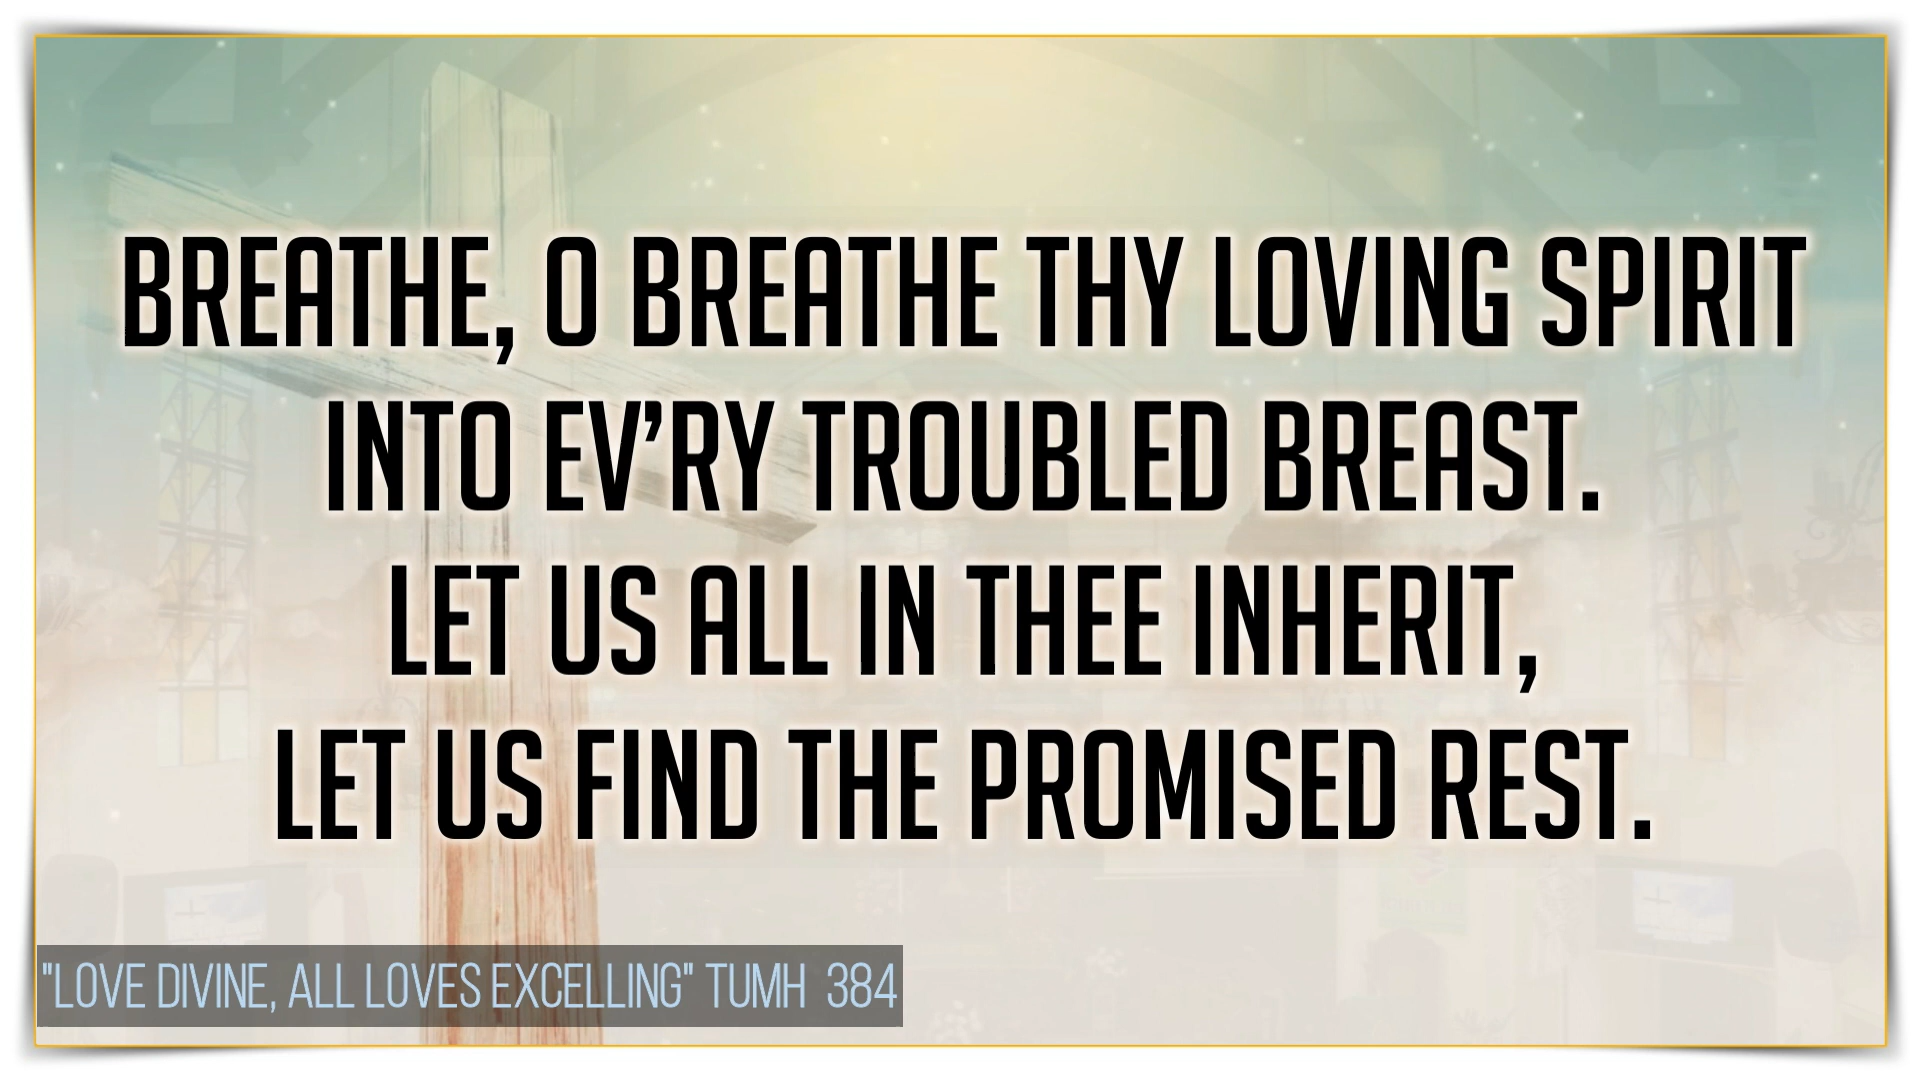 BREATHE, O BREATHE THY LOVING SPIRIT
INTO EV’RY TROUBLED BREAST.
LET US ALL IN THEE INHERIT,
LET US FIND THE PROMISED REST.
"LOVE DIVINE, ALL LOVES EXCELLING" TUMH 384